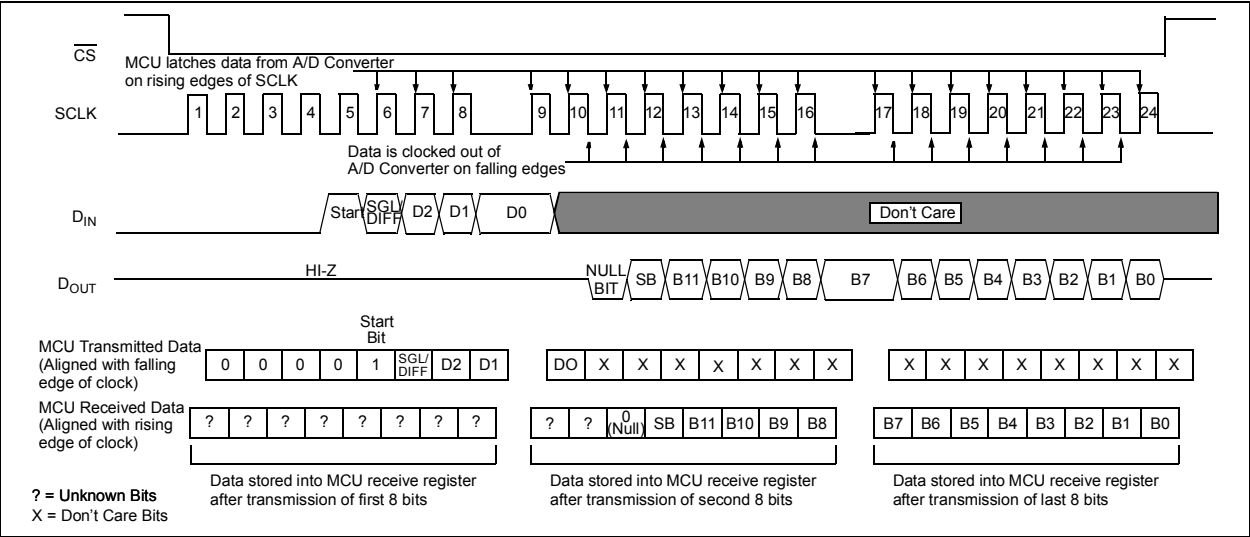 CS
MCU latches data from A/D Converter
on rising edges of SCLK
SCLK
1 2 3 4 5 6 7 8 9 10 11 12 13 14 15 16 17 18 19 20 21 22 23 24
Data is clocked out of
A/D Converter on falling edges
DIN
Start SGL/ DIFF D2 D1 D0 Don't Care
DOUT
HI-Z NULL BIT SB B11 B10 B9 B8 B7 B6 B5 B4 B3 B2 B1 B0
Start
Bit
MCU Transmitted Data
(Aligned with falling
edge of clock)
0 0 0 0 1 SGL/ DIFF D2 D1 DO X X X X X X X X X X X X X X X
MCU Received Data
(Aligned with rising
edge of clock)
? ? ? ? ? ? ? ? ? ? 0 (Null) SB B11 B10 B9 B8 B7 B6 B5 B4 B3 B2 B1 B0
Data stored into MCU receive register
after transmission of first 8 bits
Data stored into MCU receive register
after transmission of second 8 bits
Data stored into MCU receive register
after transmission of last 8 bits
? = Unknown Bits
X = Don't Care Bits